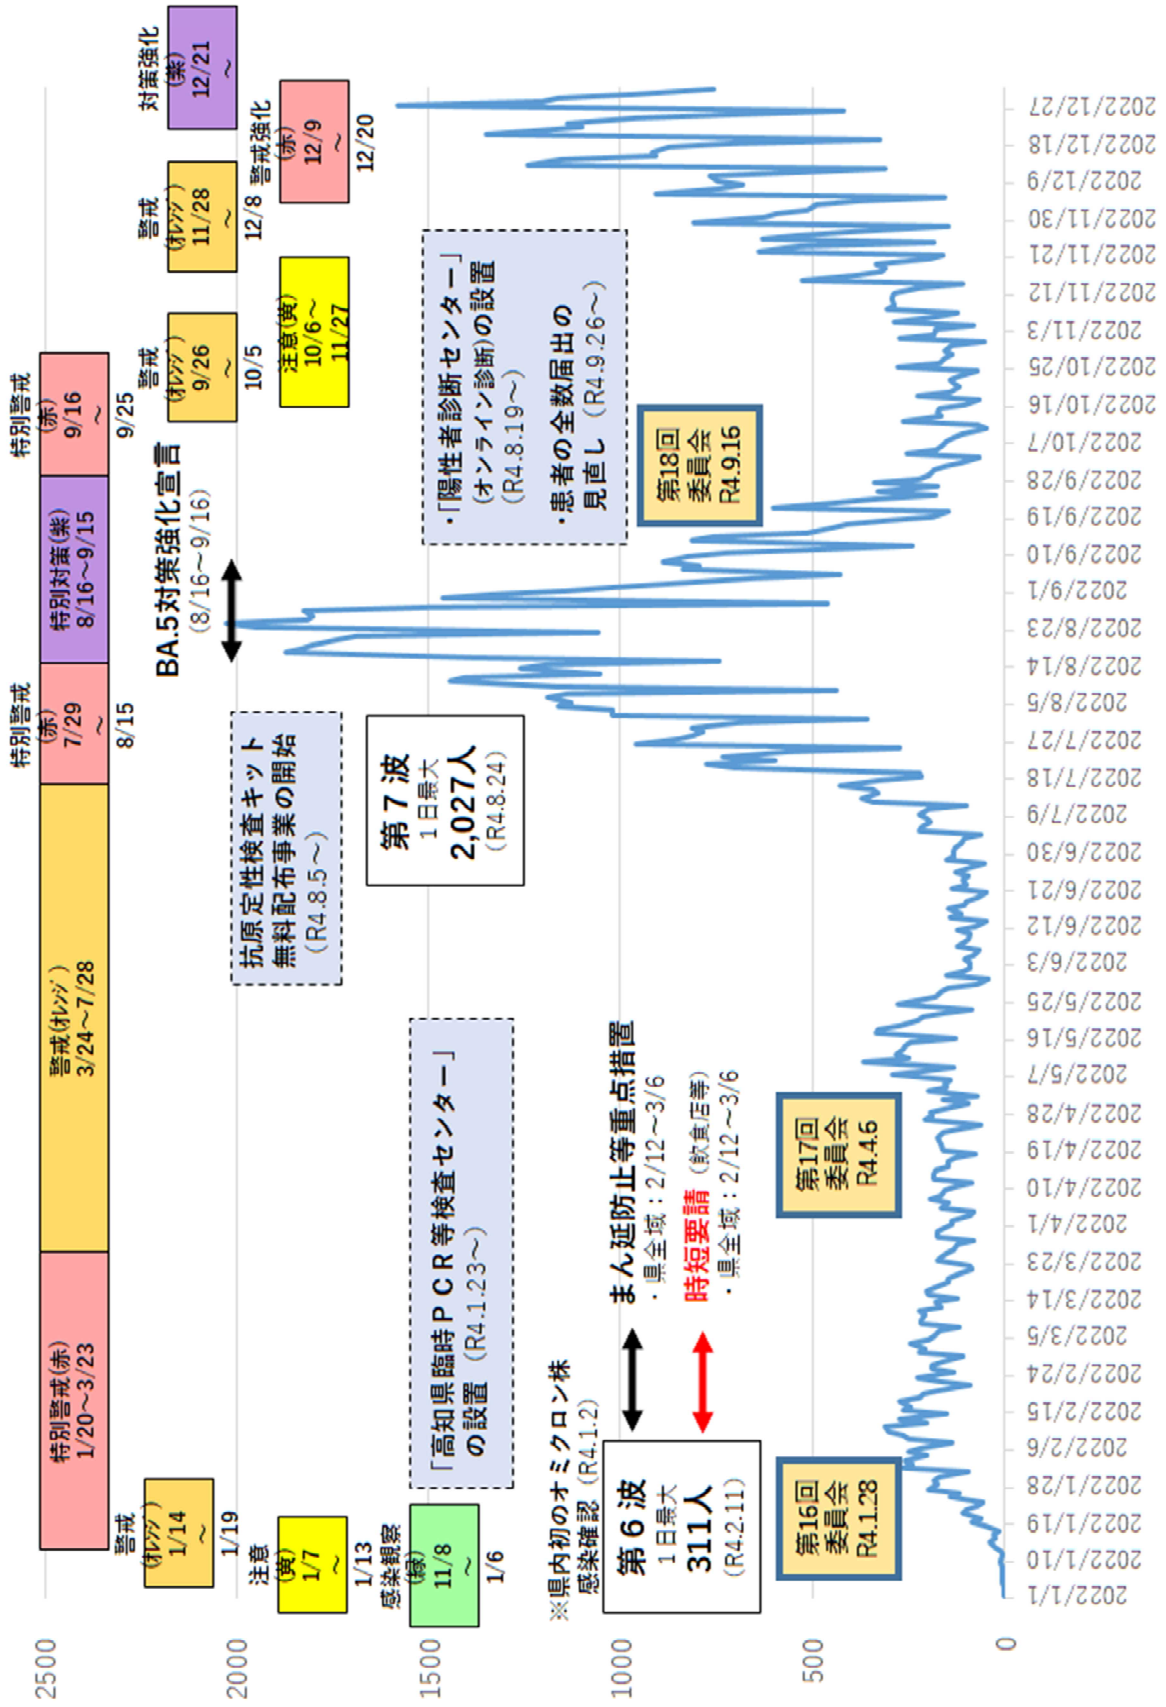 特別警戒(赤)
1/20～3/23
警戒(ｵﾚﾝｼﾞ)
3/24～7/28
特別警戒
(赤)
7/29
～
8/15
特別対策(紫)
8/16～9/15
特別警戒
(赤)
9/16
～
9/25
警戒
(ｵﾚﾝｼﾞ)
1/14
～
1/19
注意
(黄)
1/7
～
1/13
感染観察
(緑)
11/8
～
1/6
警戒
(ｵﾚﾝｼﾞ)
9/26
～
10/5
注意(黄)
10/6～
11/27
警戒
(ｵﾚﾝｼﾞ)
11/28
～
12/8
警戒強化
(赤)
12/9
～
12/20
対策強化
(紫)
12/21
～
BA.5対策強化宣言
(8/16～9/16)
抗原定性検査キット
無料配布事業の開始
（R4.8.5～）
「高知県臨時ＰＣＲ等検査センター」
の設置（R4.1.23～）
・「陽性者診断センター」
(オンライン診断)の設置
（R4.8.19～）
・患者の全数届出の
見直し（R4.9.26～）
第７波
１日最大
2,027人
（R4.8.24）
※県内初のオミクロン株
感染確認（R4.1.2）
第６波
１日最大
311人
（R4.2.11）
まん延防止等重点措置
・県全域：2/12～3/6
時短要請（飲食店等）
・県全域：2/12～3/6
第16回
委員会
R4.1.28
第17回
委員会
R4.4.6
第18回
委員会
R4.9.16
2500
2000
1500
1000
500
0
2022/1/1
2022/1/10
2022/1/19
2022/1/28
2022/2/6
2022/2/15
2022/2/24
2022/3/5
2022/3/14
2022/3/23
2022/4/1
2022/4/10
2022/4/19
2022/4/28
2022/5/7
2022/5/16
2022/5/25
2022/6/3
2022/6/12
2022/6/21
2022/6/30
2022/7/9
2022/7/18
2022/7/27
2022/8/5
2022/8/14
2022/8/23
2022/9/1
2022/9/10
2022/9/19
2022/9/28
2022/10/7
2022/10/16
2022/10/25
2022/11/3
2022/11/12
2022/11/21
2022/11/30
2022/12/9
2022/12/18
2022/12/27